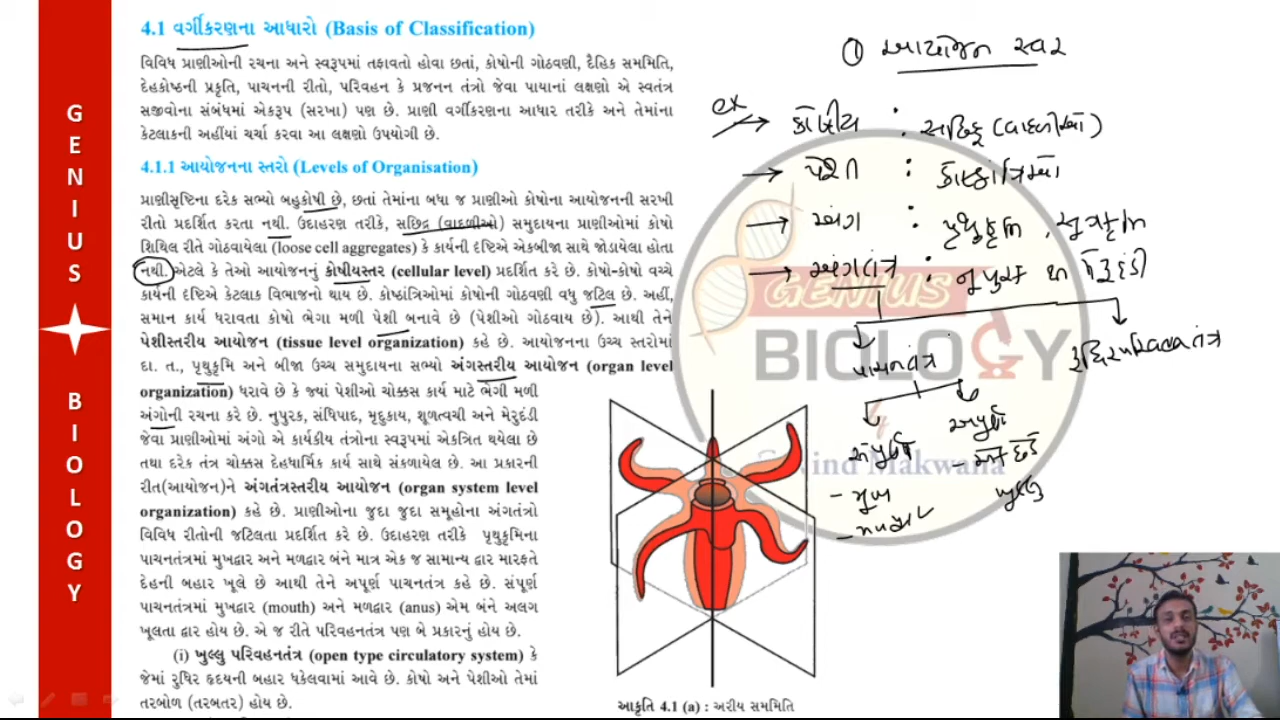 GENIUS BIOLOGY
4.1 વર્ગીકરણના આધારો (Basis of Classification)
વિવિધ પ્રાણીઓની રચના અને સ્વરૂપમાં તફાવતો હોવા છતાં, કોષોની ગોઠવણી, દૈહિક સમમિતિ,
દેહકોષ્ઠની પ્રકૃતિ, પાચનની રીતો, પરિવહન કે પ્રજનન તંત્રો જેવા પાયાનાં લક્ષણો એ સ્વતંત્ર
સજીવોના સંબંધમાં એકરૂપ (સરખા) પણ છે. પ્રાણી વર્ગીકરણના આધાર તરીકે અને તેમાંના
કેટલાકની અહીંયાં ચર્ચા કરવા આ લક્ષણો ઉપયોગી છે.
4.1.1 આયોજનના સ્તરો (Levels of Organisation)
પ્રાણીસૃષ્ટિના દરેક સભ્યો બહુકોષી છે, છતાં તેમાંના બધા જ પ્રાણીઓ કોષોના આયોજનની સરખી
રીતો પ્રદર્શિત કરતા નથી. ઉદાહરણ તરીકે, સછિદ્ર (વાદળીઓ) સમુદાયના પ્રાણીઓમાં કોષો
શિથિલ રીતે ગોઠવાયેલા (loose cell aggregates) કે કાર્યની દૃષ્ટિએ એકબીજા સાથે જોડાયેલા હોતા
નથી. એટલે કે તેઓ આયોજનનું કોષીયસ્તર (cellular level) પ્રદર્શિત કરે છે. કોષો-કોષો વચ્ચે
કાર્યની દૃષ્ટિએ કેટલાક વિભાજનો થાય છે. કોષ્ઠાંત્રિઓમાં કોષોની ગોઠવણી વધુ જટિલ છે. અહીં,
સમાન કાર્ય ધરાવતા કોષો ભેગા મળી પેશી બનાવે છે (પેશીઓ ગોઠવાય છે). આથી તેને
પેશીસ્તરીય આયોજન (tissue level organization) કહે છે. આયોજનના ઉચ્ચ સ્તરોમાં
દા. ત., પૃથુકૃમિ અને બીજા ઉચ્ચ સમુદાયના સભ્યો અંગસ્તરીય આયોજન (organ level
organization) ધરાવે છે કે જ્યાં પેશીઓ ચોક્કસ કાર્ય માટે ભેગી મળી
અંગોની રચના કરે છે. નુપુરક, સંધિપાદ, મૃદુકાય, શૂળત્વચી અને મેરુદંડી
જેવા પ્રાણીઓમાં અંગો એ કાર્યકીય તંત્રોના સ્વરૂપમાં એકત્રિત થયેલા છે
તથા દરેક તંત્ર ચોક્કસ દેહધાર્મિક કાર્ય સાથે સંકળાયેલ છે. આ પ્રકારની
રીત(આયોજન)ને અંગતંત્રસ્તરીય આયોજન (organ system level
organization) કહે છે. પ્રાણીઓના જુદા જુદા સમૂહોના અંગતંત્રો
વિવિધ રીતોની જટિલતા પ્રદર્શિત કરે છે. ઉદાહરણ તરીકે પૃથુકૃમિના
પાચનતંત્રમાં મુખદ્વાર અને મળદ્વાર બંને માત્ર એક જ સામાન્ય દ્વાર મારફતે
દેહની બહાર ખૂલે છે આથી તેને અપૂર્ણ પાચનતંત્ર કહે છે. સંપૂર્ણ
પાચનતંત્રમાં મુખદ્વાર (mouth) અને મળદ્વાર (anus) એમ બંને અલગ
ખૂલતા દ્વાર હોય છે. એ જ રીતે પરિવહનતંત્ર પણ બે પ્રકારનું હોય છે.
(i) ખુલ્લુ પરિવહનતંત્ર (open type circulatory system) કે
જેમાં રુધિર હૃદયની બહાર ધકેલવામાં આવે છે. કોષો અને પેશીઓ તેમાં
તરબોળ (તરબતર) હોય છે.
આકૃતિ 4.1 (a) : અરીય સમમિતિ
① આયોજન સ્તર
ex
→ કોષીય : સછિદ્ર (વાદળીઓ)
→ પેશી : કોષ્ઠાંત્રિઓ
→ અંગ : પૃથુકૃમિ,
→ અંગતંત્ર : નુપુરક થી મેરુદંડી
પાચનતંત્ર
રુધિરપરિવહનતંત્ર
સંપૂર્ણ
અપૂર્ણ
- મુખ
- મળદ્વાર
GENIUS
BIOLOGY
Makwana